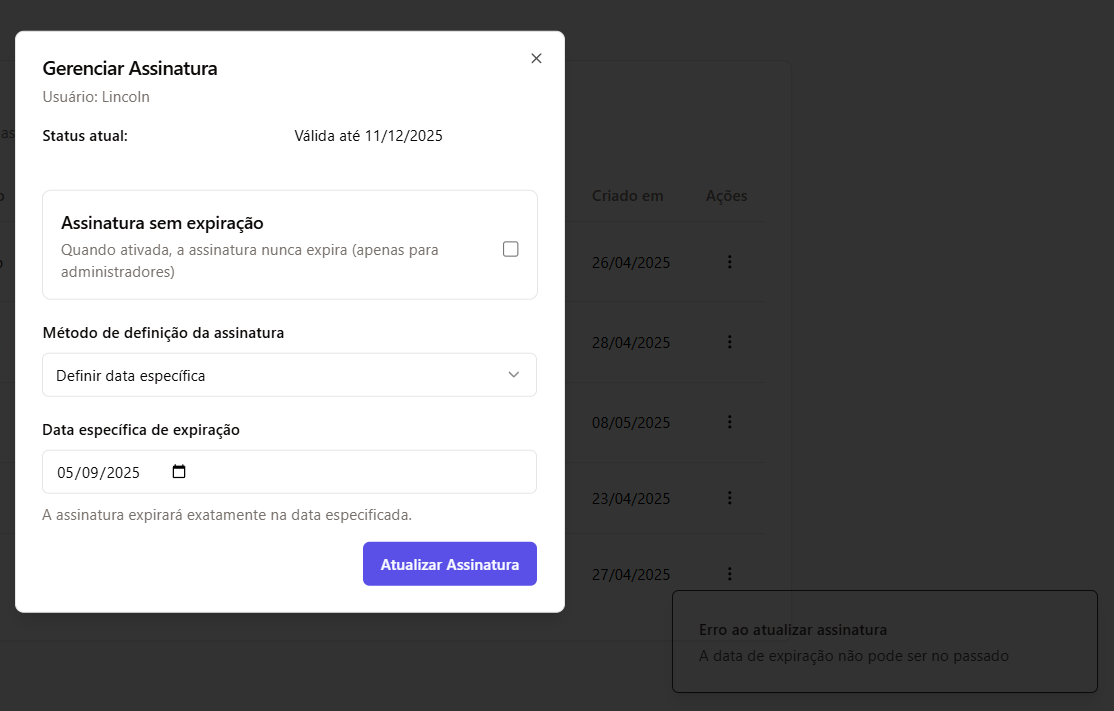 Gerenciar Assinatura
Usuário: Lincoln
Status atual:
Válida até 11/12/2025
Assinatura sem expiração
Quando ativada, a assinatura nunca expira (apenas para
administradores)
Método de definição da assinatura
Definir data específica
Data específica de expiração
05/09/2025
A assinatura expirará exatamente na data especificada.
Atualizar Assinatura
as
Criado em
Ações
26/04/2025
28/04/2025
08/05/2025
23/04/2025
27/04/2025
Erro ao atualizar assinatura
A data de expiração não pode ser no passado